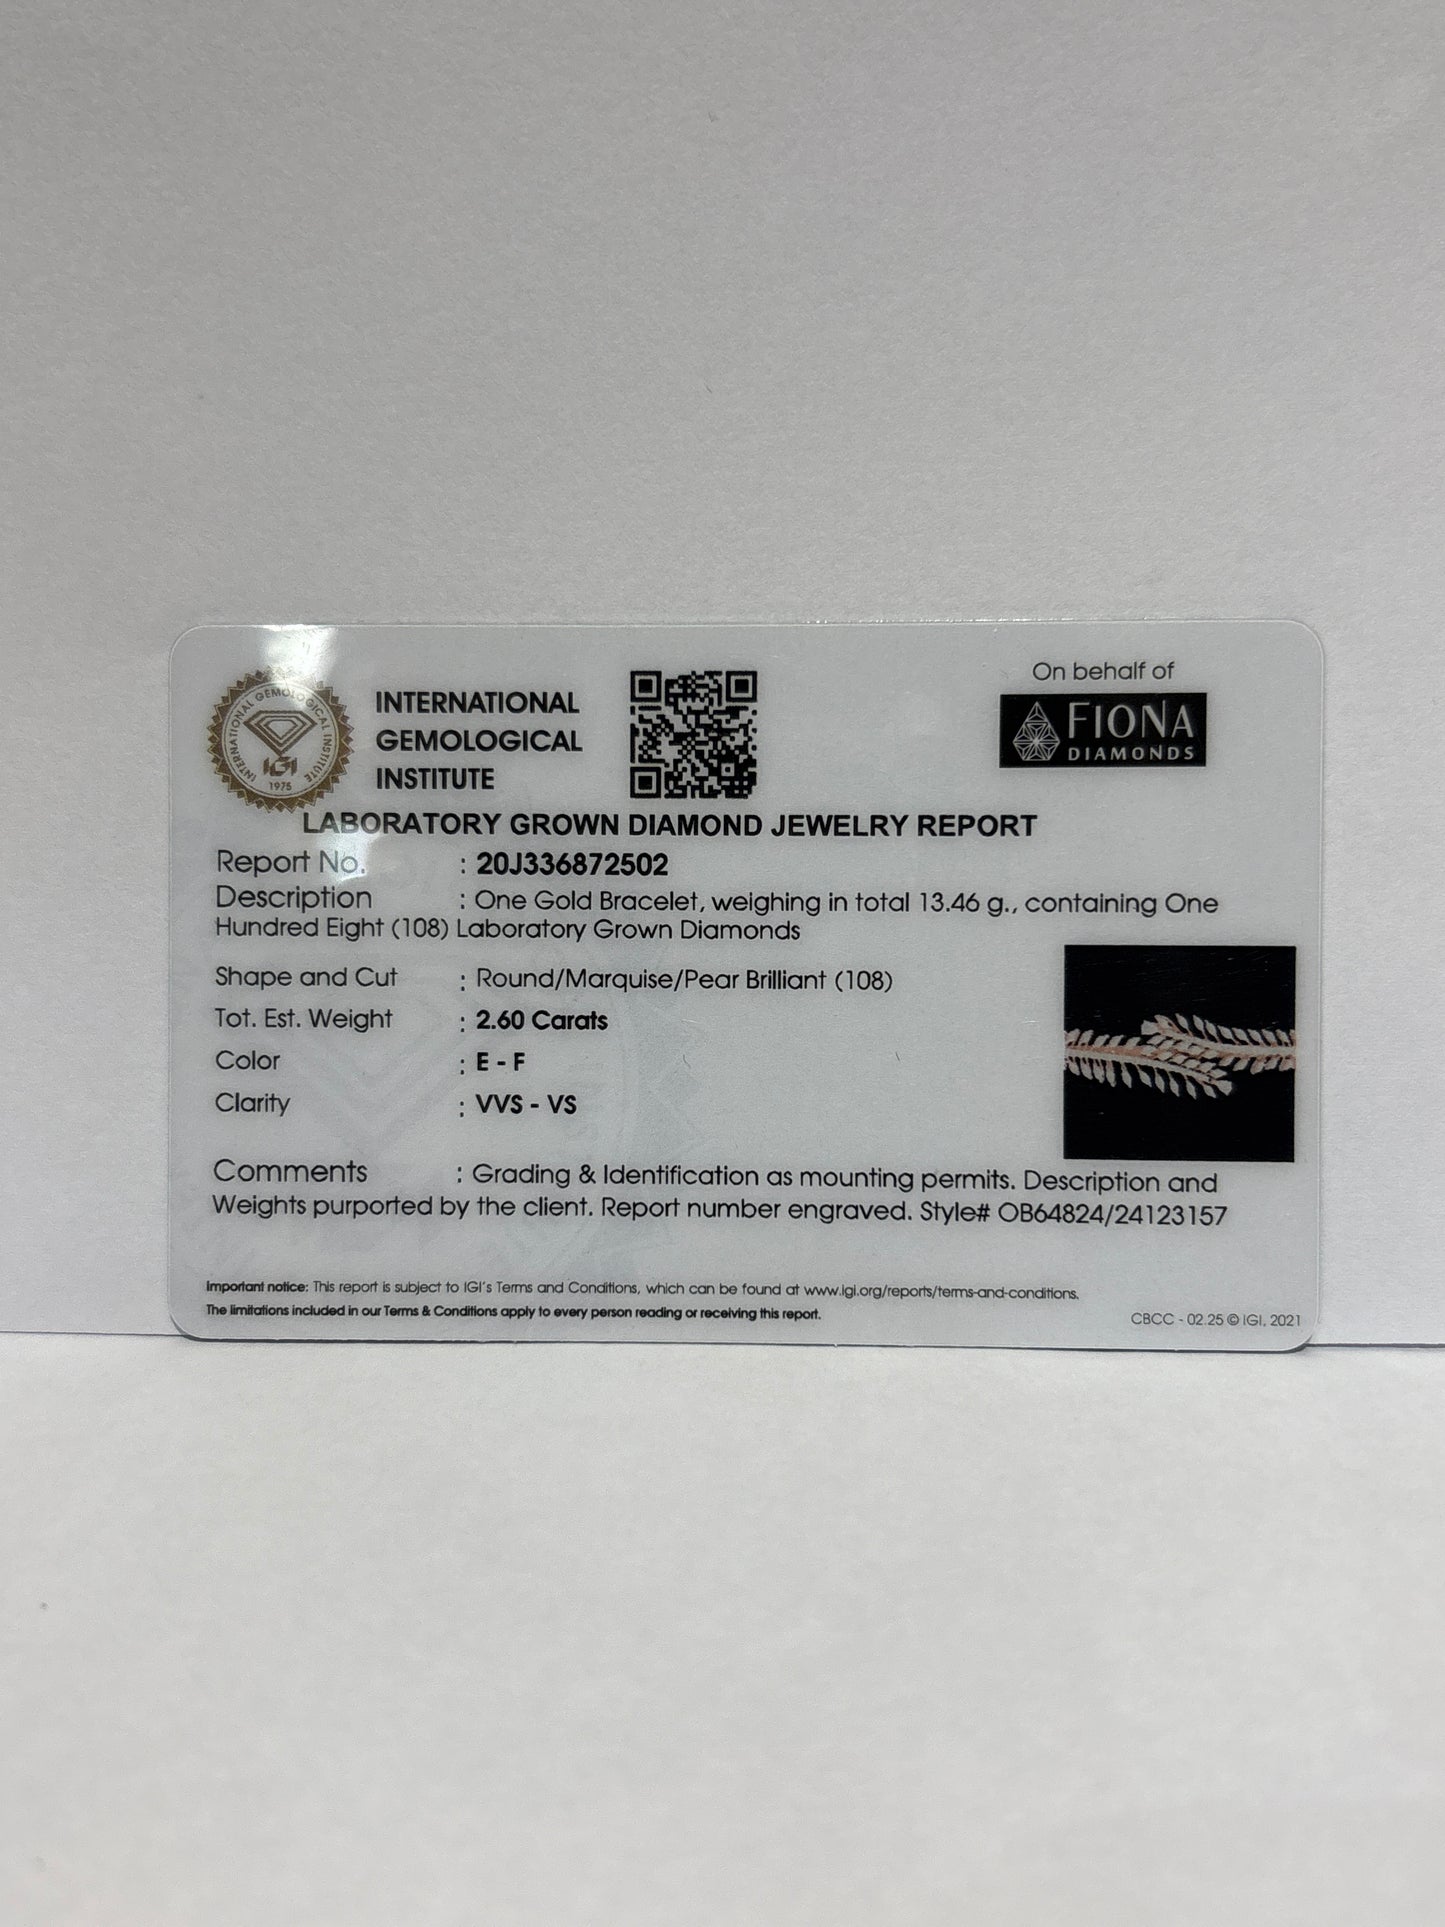 On behalf of
FIONA
DIAMONDS
INTERNATIONAL GEMOLOGICAL INSTITUTE
IGI
1975
INTERNATIONAL
GEMOLOGICAL
INSTITUTE
LABORATORY GROWN DIAMOND JEWELRY REPORT
Report No. : 20J336872502
Description : One Gold Bracelet, weighing in total 13.46 g., containing One
Hundred Eight (108) Laboratory Grown Diamonds
Shape and Cut : Round/Marquise/Pear Brilliant (108)
Tot. Est. Weight : 2.60 Carats
Color : E - F
Clarity : VVS - VS
Comments : Grading & Identification as mounting permits. Description and
Weights purported by the client. Report number engraved. Style# OB64824/24123157
Important notice: This report is subject to IGI's Terms and Conditions, which can be found at www.igi.org/reports/terms-and-conditions.
The limitations included in our Terms & Conditions apply to every person reading or receiving this report.
CBCC - 02.25 © IGI, 2021